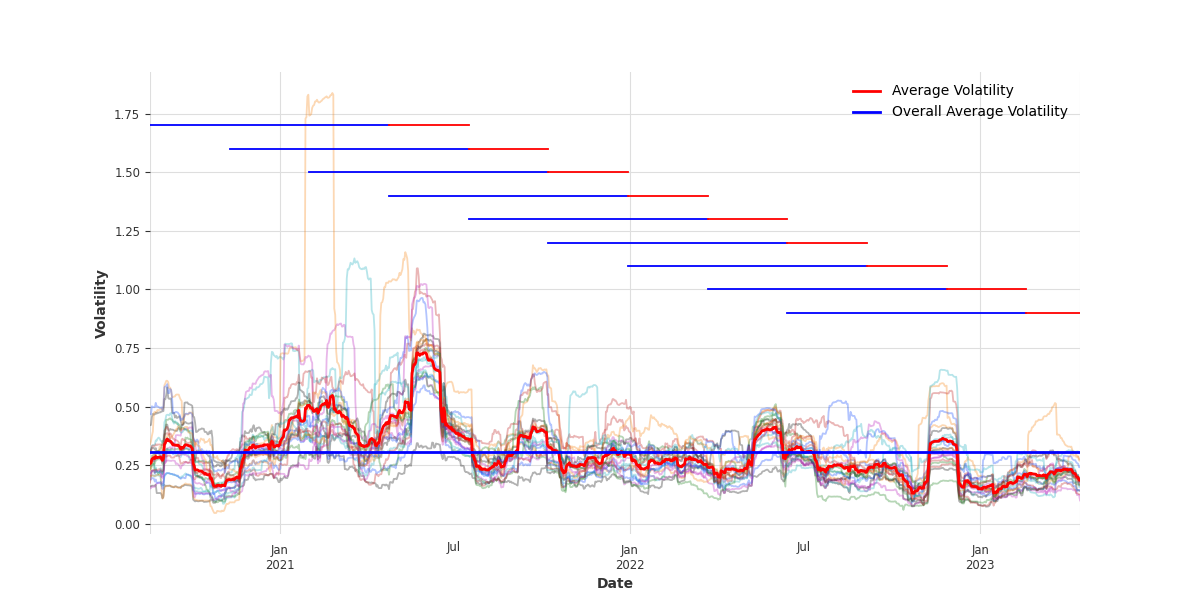 Average Volatility
Overall Average Volatility
1.75
1.50
1.25
1.00
0.75
0.50
0.25
0.00
Volatility
Jan
2021
Jul
Jan
2022
Jul
Jan
2023
Date